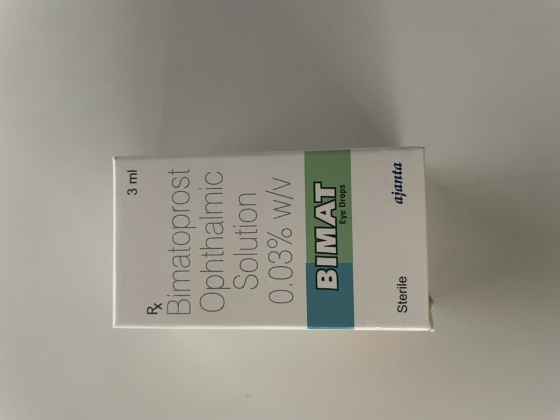 Rx 3 ml
Bimatoprost
Ophthalmic
Solution
0.03% w/v
BIMAT
Eye Drops
Sterile ajanta